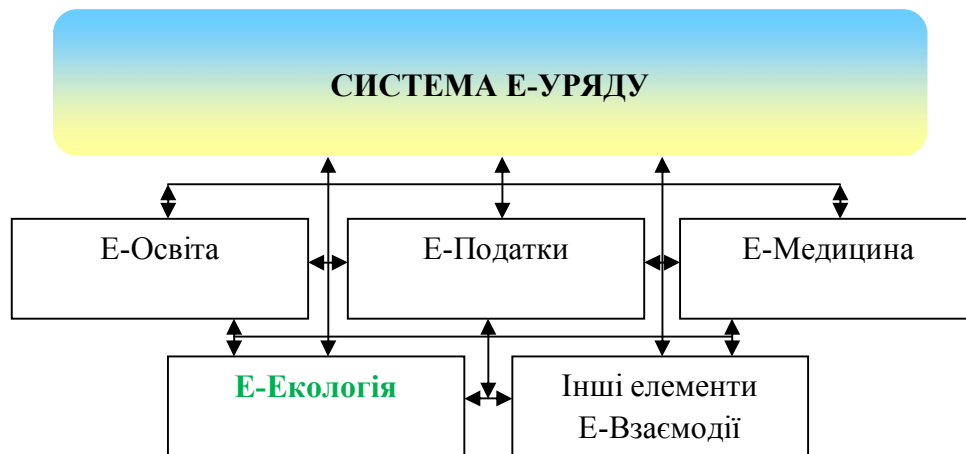 СИСТЕМА Е-УРЯДУ
Е-Освіта
Е-Податки
Е-Медицина
Е-Екологія
Інші елементи
Е-Взаємодії